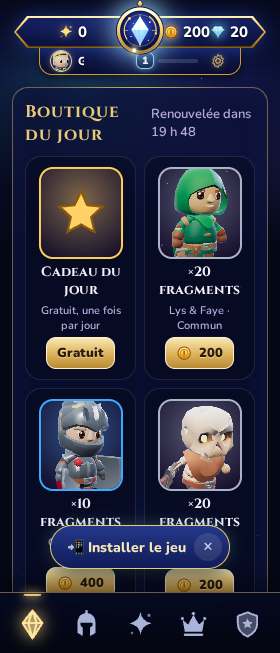 0
200
20
G
1
Boutique du jour
Renouvelée dans 19 h 48
Cadeau du jour
Gratuit, une fois par jour
Gratuit
×20 fragments
Lys & Faye · Commun
200
×10 fragments
×20 fragments
📲 Installer le jeu ×
400
200